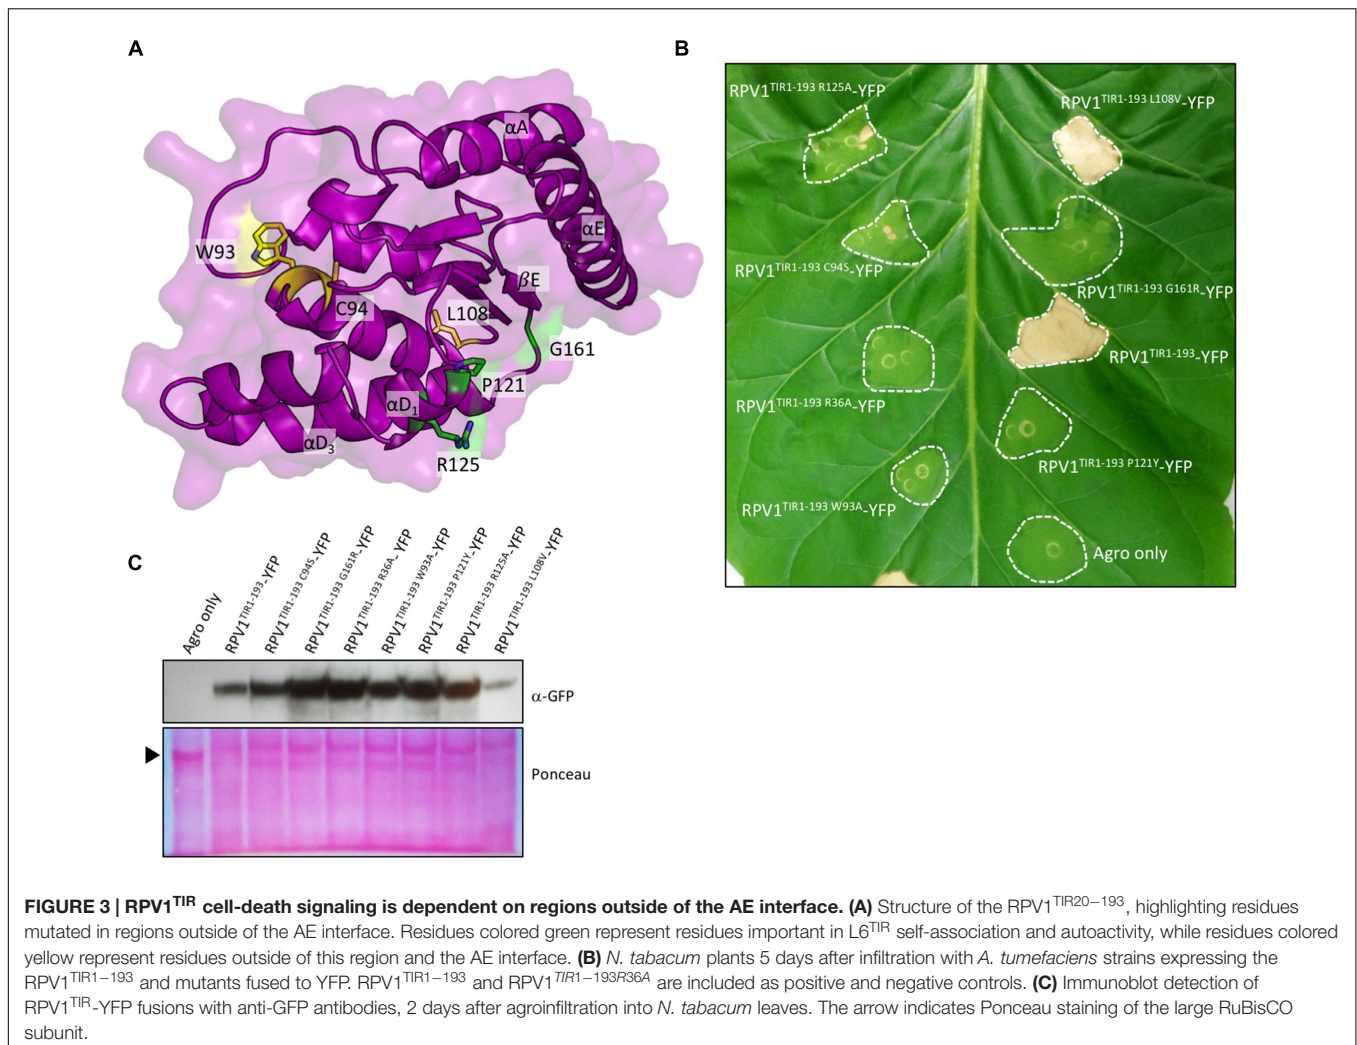 A
αA
αE
W93
βE
C94
L108
G161
P121
αD1
αD3
R125
B
RPV1TIR1-193 R125A-YFP
RPV1TIR1-193 L108V-YFP
RPV1TIR1-193 C94S-YFP
RPV1TIR1-193 G161R-YFP
RPV1TIR1-193-YFP
RPV1TIR1-193 R36A-YFP
RPV1TIR1-193 P121Y-YFP
RPV1TIR1-193 W93A-YFP
Agro only
C
Agro only
RPV1TIR1-193-YFP
RPV1TIR1-193 C94S-YFP
RPV1TIR1-193 G161R-YFP
RPV1TIR1-193 R36A-YFP
RPV1TIR1-193 W93A-YFP
RPV1TIR1-193 P121Y-YFP
RPV1TIR1-193 R125A-YFP
RPV1TIR1-193 L108V-YFP
α-GFP
Ponceau
FIGURE 3 | RPV1TIR cell-death signaling is dependent on regions outside of the AE interface. (A) Structure of the RPV1TIR20−193, highlighting residues
mutated in regions outside of the AE interface. Residues colored green represent residues important in L6TIR self-association and autoactivity, while residues colored
yellow represent residues outside of this region and the AE interface. (B) N. tabacum plants 5 days after infiltration with A. tumefaciens strains expressing the
RPV1TIR1−193 and mutants fused to YFP. RPV1TIR1−193 and RPV1TIR1−193R36A are included as positive and negative controls. (C) Immunoblot detection of
RPV1TIR-YFP fusions with anti-GFP antibodies, 2 days after agroinfiltration into N. tabacum leaves. The arrow indicates Ponceau staining of the large RuBisCO
subunit.